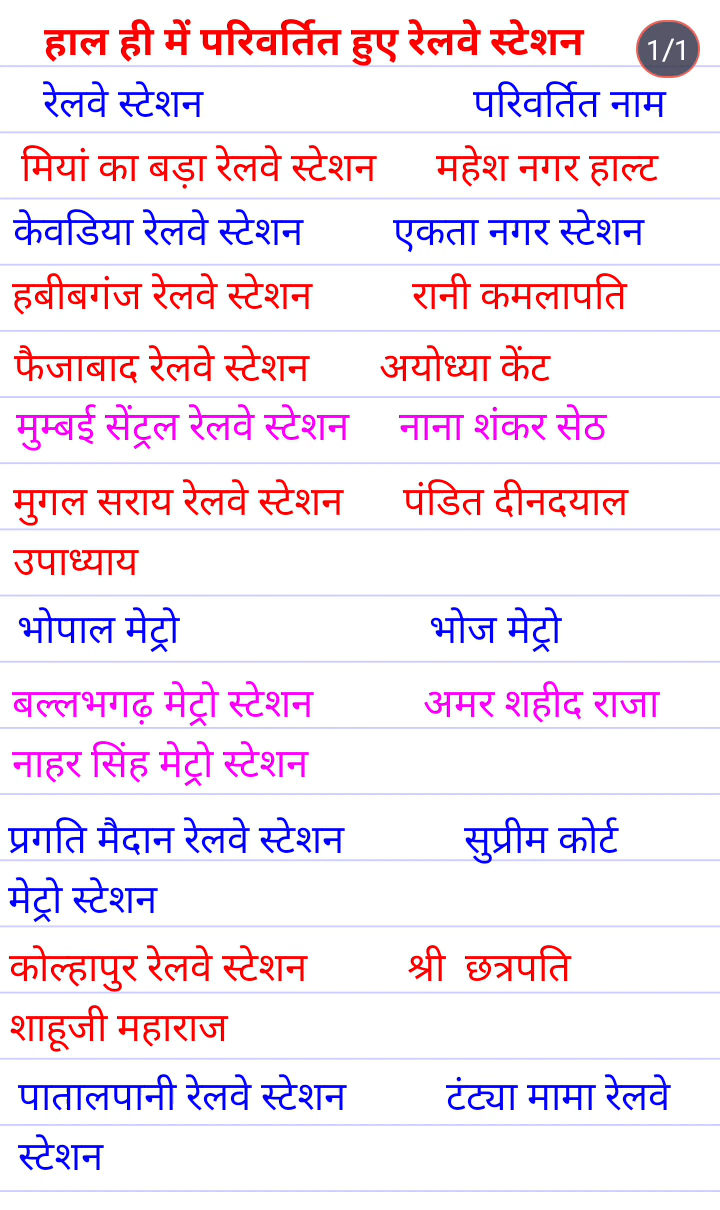 हाल ही में परिवर्तित हुए रेलवे स्टेशन
1/1
रेलवे स्टेशन परिवर्तित नाम
मियां का बड़ा रेलवे स्टेशन महेश नगर हाल्ट
केवडिया रेलवे स्टेशन एकता नगर स्टेशन
हबीबगंज रेलवे स्टेशन रानी कमलापति
फैजाबाद रेलवे स्टेशन अयोध्या केंट
मुम्बई सेंट्रल रेलवे स्टेशन नाना शंकर सेठ
मुगल सराय रेलवे स्टेशन पंडित दीनदयाल
उपाध्याय
भोपाल मेट्रो भोज मेट्रो
बल्लभगढ़ मेट्रो स्टेशन अमर शहीद राजा
नाहर सिंह मेट्रो स्टेशन
प्रगति मैदान रेलवे स्टेशन सुप्रीम कोर्ट
मेट्रो स्टेशन
कोल्हापुर रेलवे स्टेशन श्री छत्रपति
शाहूजी महाराज
पातालपानी रेलवे स्टेशन टंट्या मामा रेलवे
स्टेशन